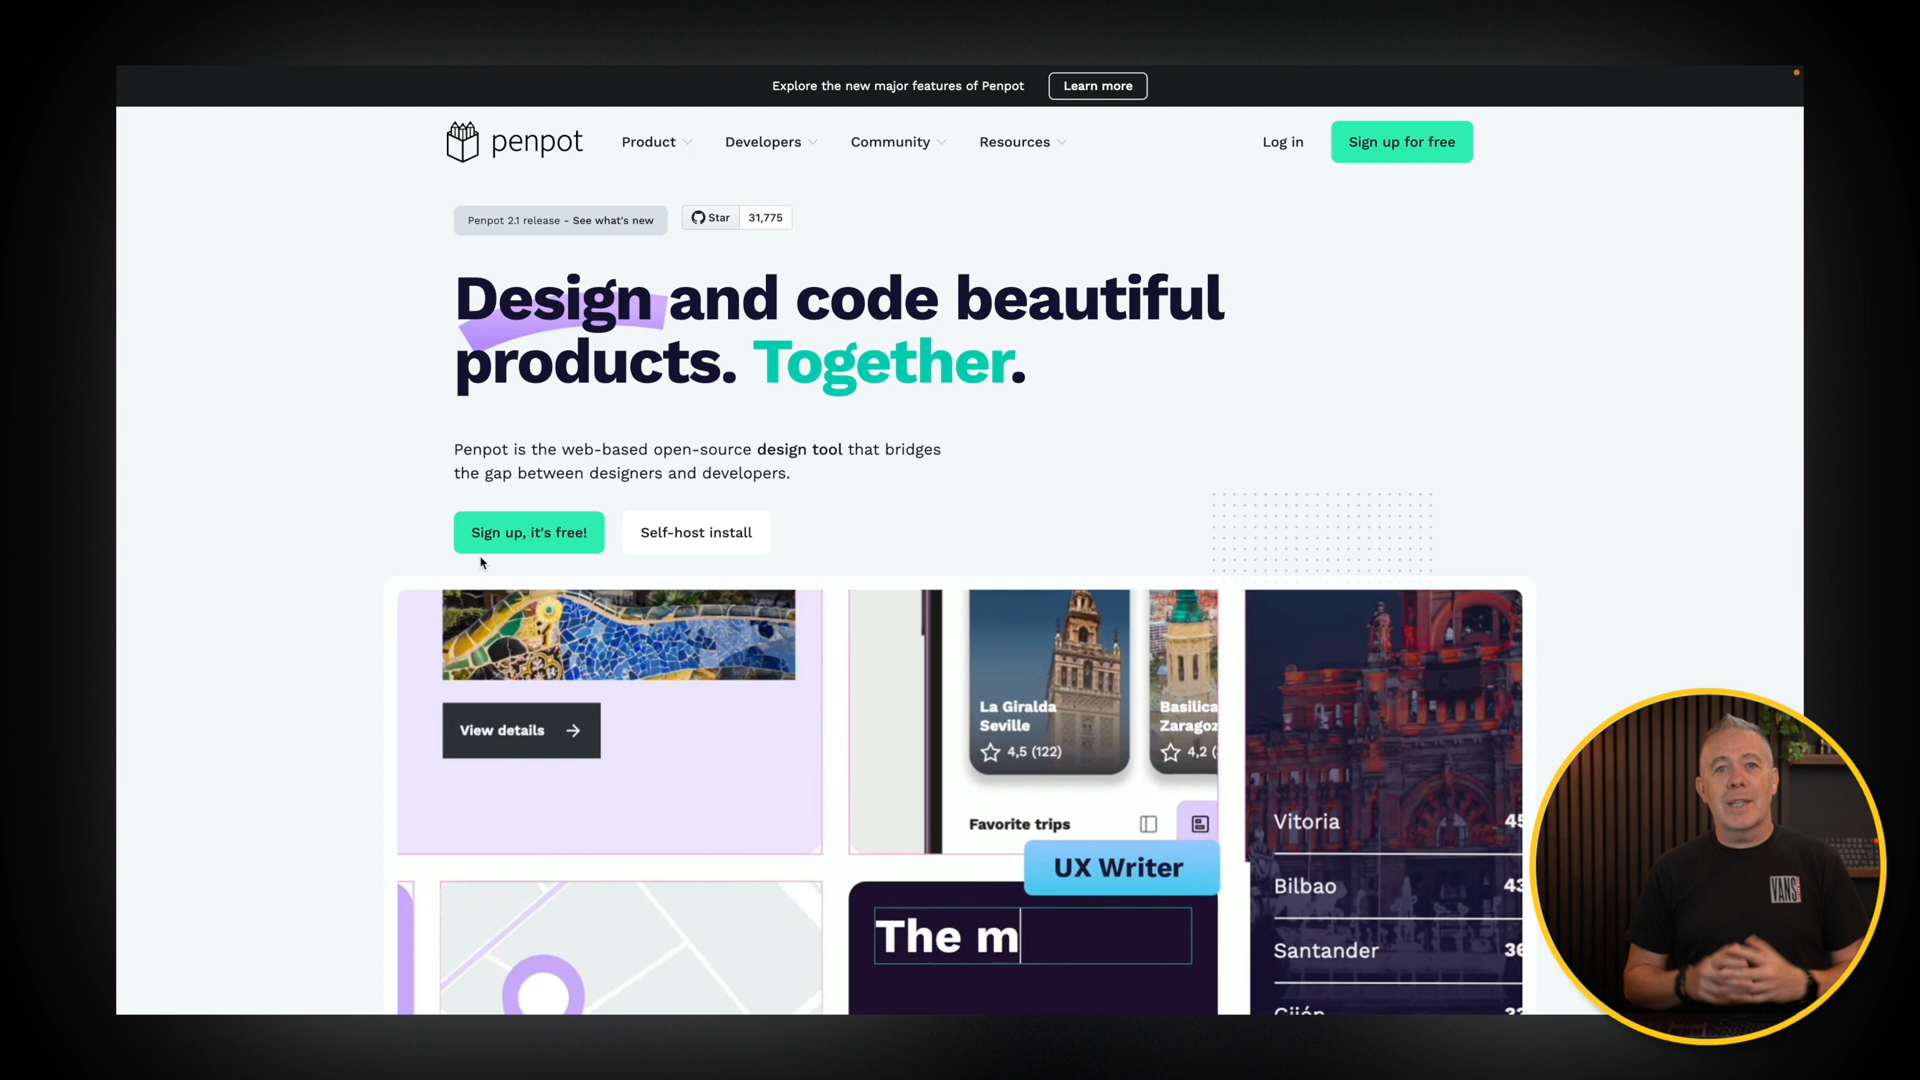 Explore the new major features of Penpot
Learn more
penpot
Product
Developers
Community
Resources
Log in
Sign up for free
Penpot 2.1 release - See what's new
Star
31,775
Design and code beautiful
products. Together.
Penpot is the web-based open-source design tool that bridges
the gap between designers and developers.
Sign up, it's free!
Self-host install
View details
La Giralda
Seville
4,5 (122)
Basilica
Zaragoz
4,2 (
Favorite trips
UX Writer
The m
Vitoria
45
Bilbao
43
Santander
36
Gijón
VANS